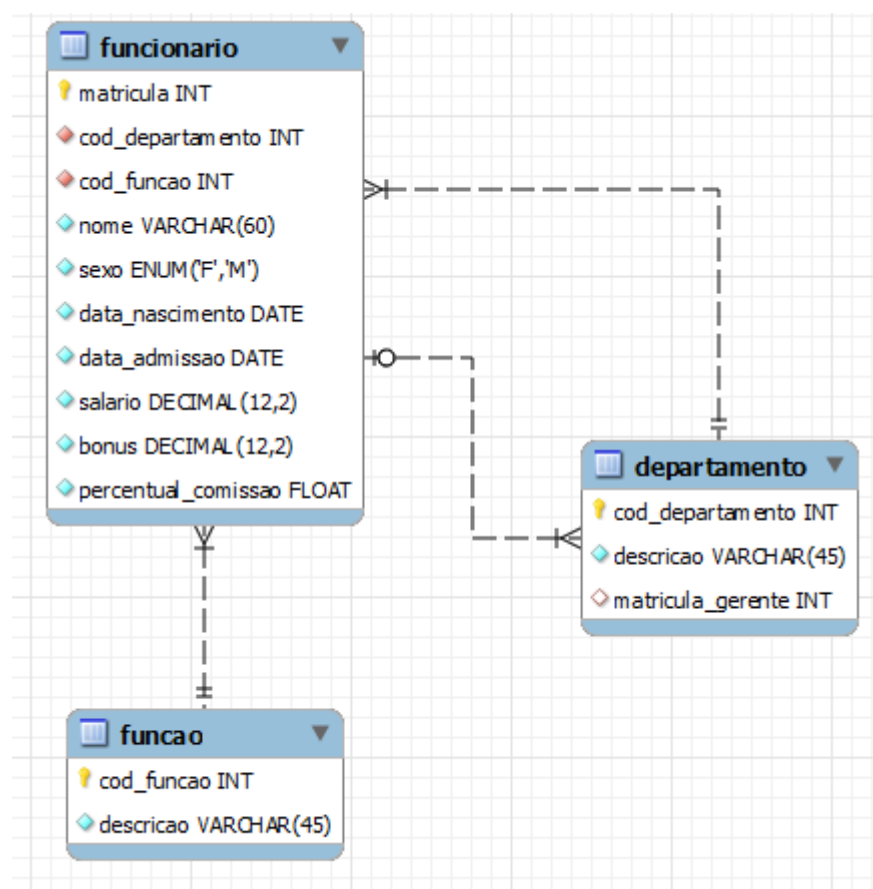 funcionario
matricula INT
cod_departamento INT
cod_funcao INT
nome VARCHAR(60)
sexo ENUM('F','M')
data_nascimento DATE
data_admissao DATE
salario DECIMAL(12,2)
bonus DECIMAL(12,2)
percentual_comissao FLOAT
departamento
cod_departamento INT
descricao VARCHAR(45)
matricula_gerente INT
funcao
cod_funcao INT
descricao VARCHAR(45)